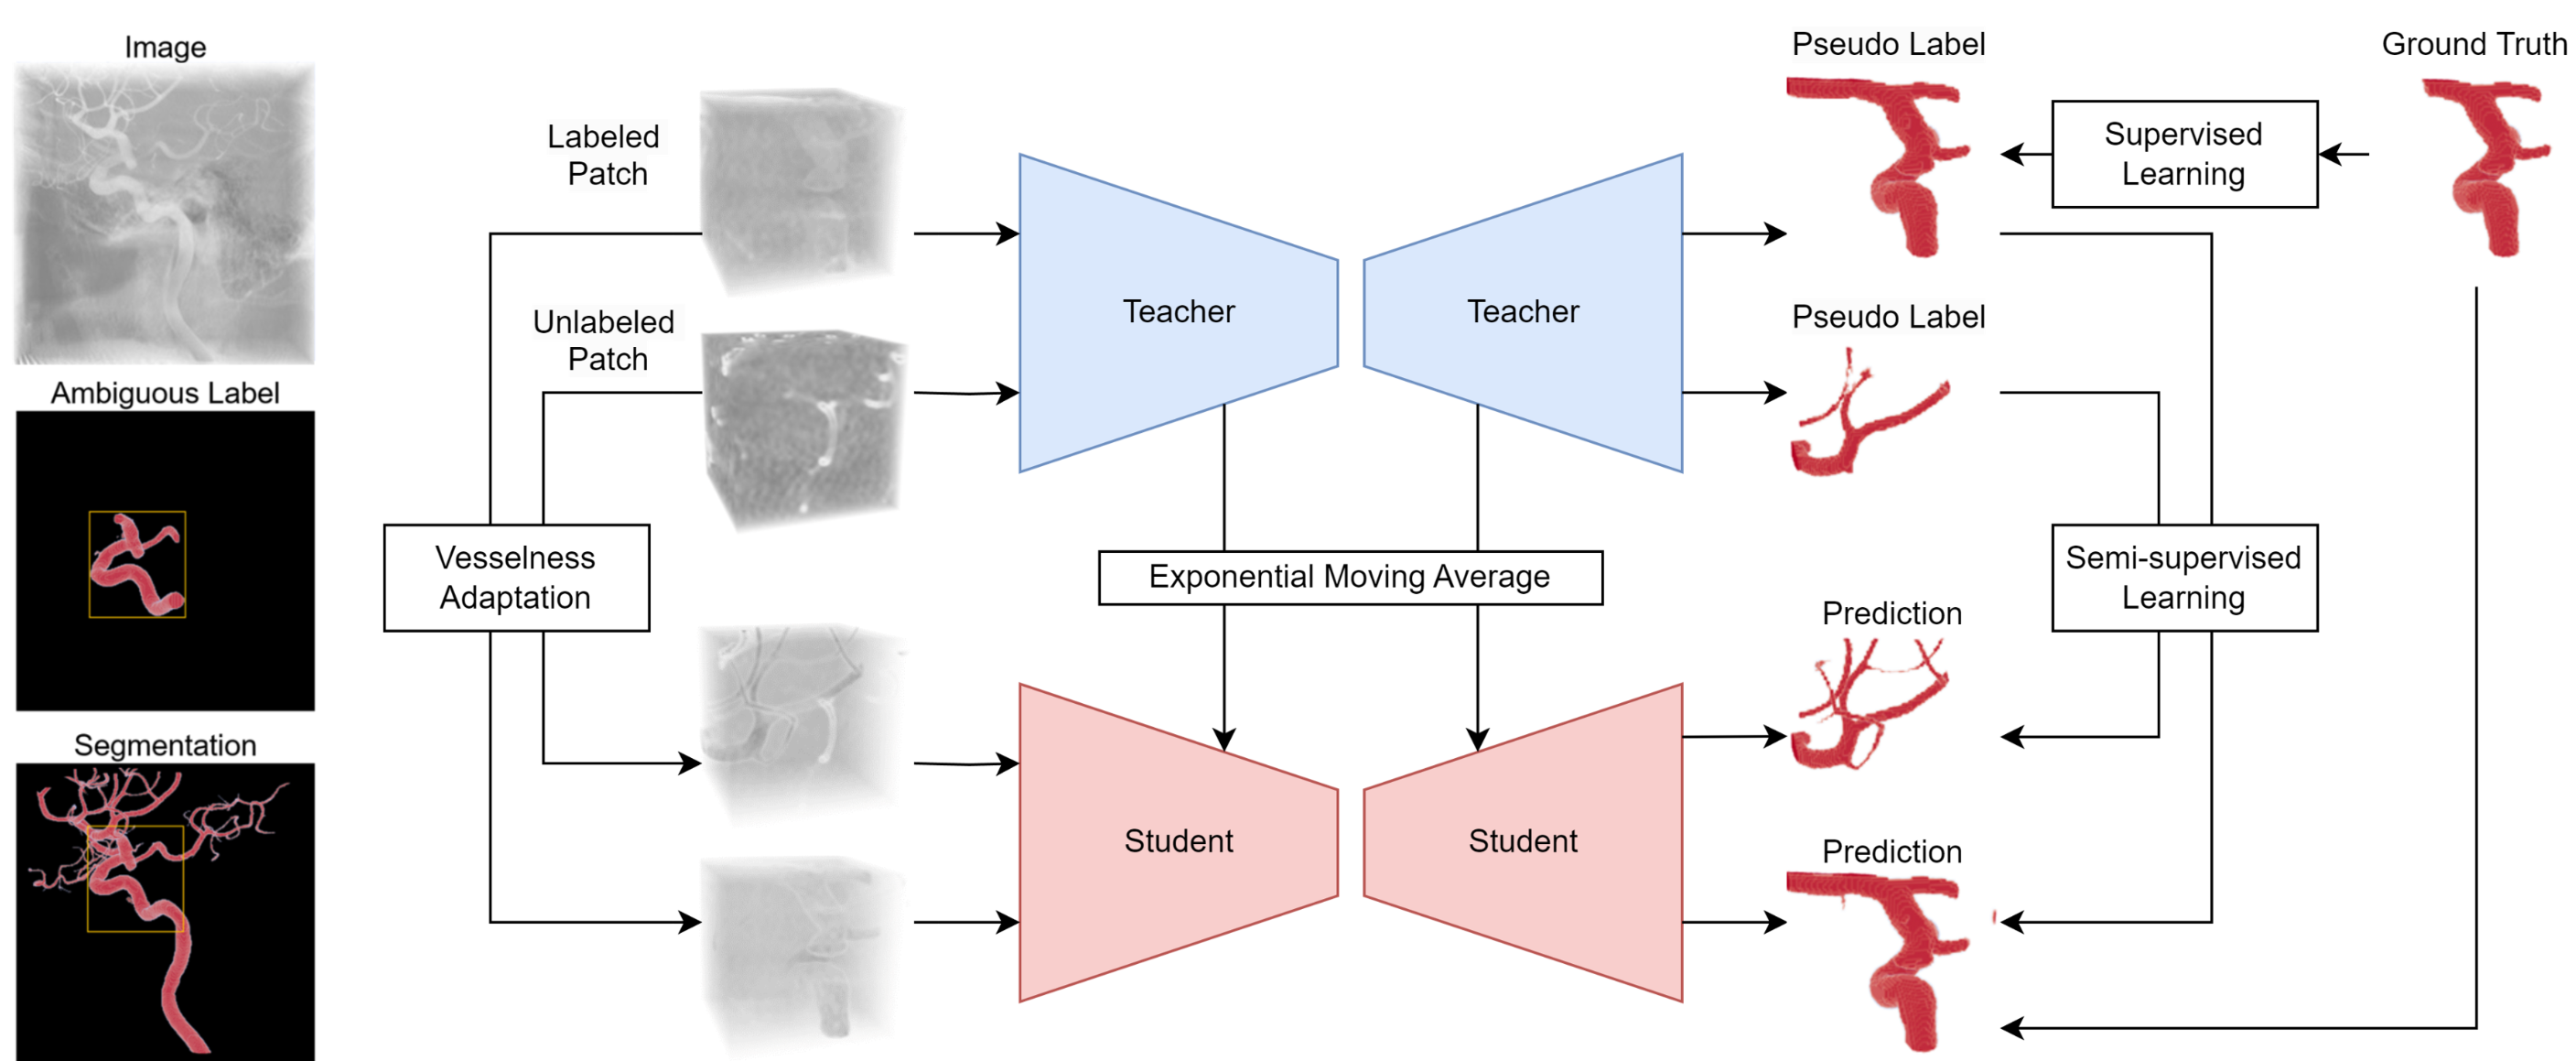 Image
Ambiguous Label
Segmentation
Labeled
Patch
Unlabeled
Patch
Vesselness
Adaptation
Teacher
Teacher
Exponential Moving Average
Student
Student
Pseudo Label
Pseudo Label
Prediction
Prediction
Supervised
Learning
Semi-supervised
Learning
Ground Truth